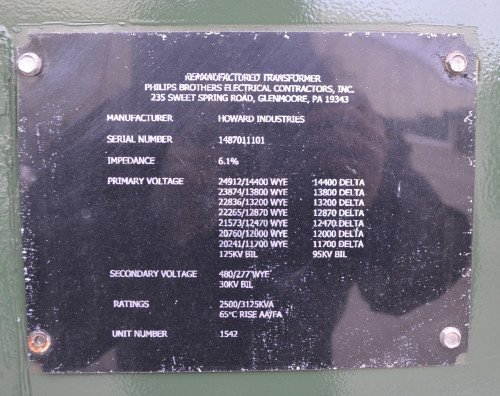 REMANUFACTURED TRANSFORMER
PHILIPS BROTHERS ELECTRICAL CONTRACTORS, INC.
235 SWEET SPRING ROAD, GLENMOORE, PA 19343
MANUFACTURER HOWARD INDUSTRIES
SERIAL NUMBER 1487011101
IMPEDANCE 6.1%
PRIMARY VOLTAGE 24912/14400 WYE 14400 DELTA
23874/13800 WYE 13800 DELTA
22836/13200 WYE 13200 DELTA
22265/12870 WYE 12870 DELTA
21573/12470 WYE 12470 DELTA
20760/12000 WYE 12000 DELTA
20241/11700 WYE 11700 DELTA
125KV BIL 95KV BIL
SECONDARY VOLTAGE 480/277 WYE
30KV BIL
RATINGS 2500/3125KVA
65°C RISE AA/FA
UNIT NUMBER 1542